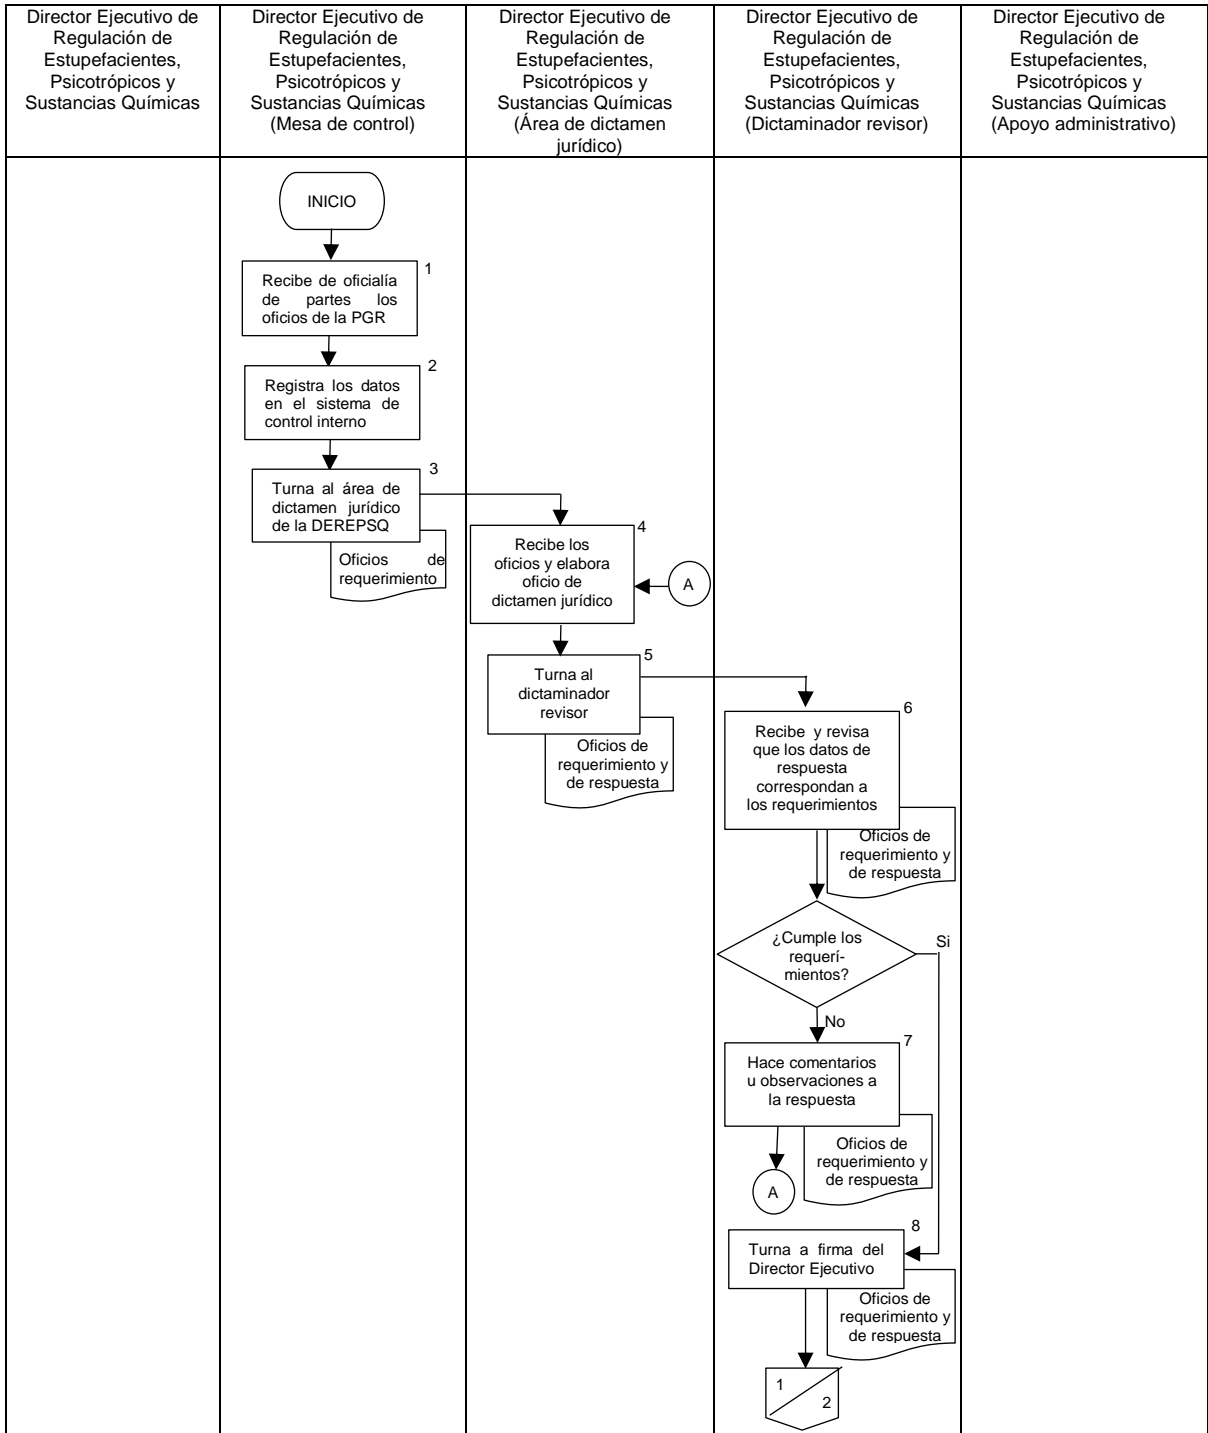 Director Ejecutivo de
Regulación de
Estupefacientes,
Psicotrópicos y
Sustancias Químicas
Director Ejecutivo de
Regulación de
Estupefacientes,
Psicotrópicos y
Sustancias Químicas
(Mesa de control)
Director Ejecutivo de
Regulación de
Estupefacientes,
Psicotrópicos y
Sustancias Químicas
(Área de dictamen
jurídico)
Director Ejecutivo de
Regulación de
Estupefacientes,
Psicotrópicos y
Sustancias Químicas
(Dictaminador revisor)
Director Ejecutivo de
Regulación de
Estupefacientes,
Psicotrópicos y
Sustancias Químicas
(Apoyo administrativo)
INICIO
1
Recibe de oficialía
de partes los
oficios de la PGR
2
Registra los datos
en el sistema de
control interno
3
Turna al área de
dictamen jurídico
de la DEREPSQ
Oficios de
requerimiento
4
Recibe los
oficios y elabora
oficio de
dictamen jurídico
A
5
Turna al
dictaminador
revisor
Oficios de
requerimiento y
de respuesta
6
Recibe y revisa
que los datos de
respuesta
correspondan a
los requerimientos
Oficios de
requerimiento y
de respuesta
¿Cumple los
requerí-
mientos?
Si
No
7
Hace comentarios
u observaciones a
la respuesta
Oficios de
requerimiento y
de respuesta
A
8
Turna a firma del
Director Ejecutivo
Oficios de
requerimiento y
de respuesta
1
2